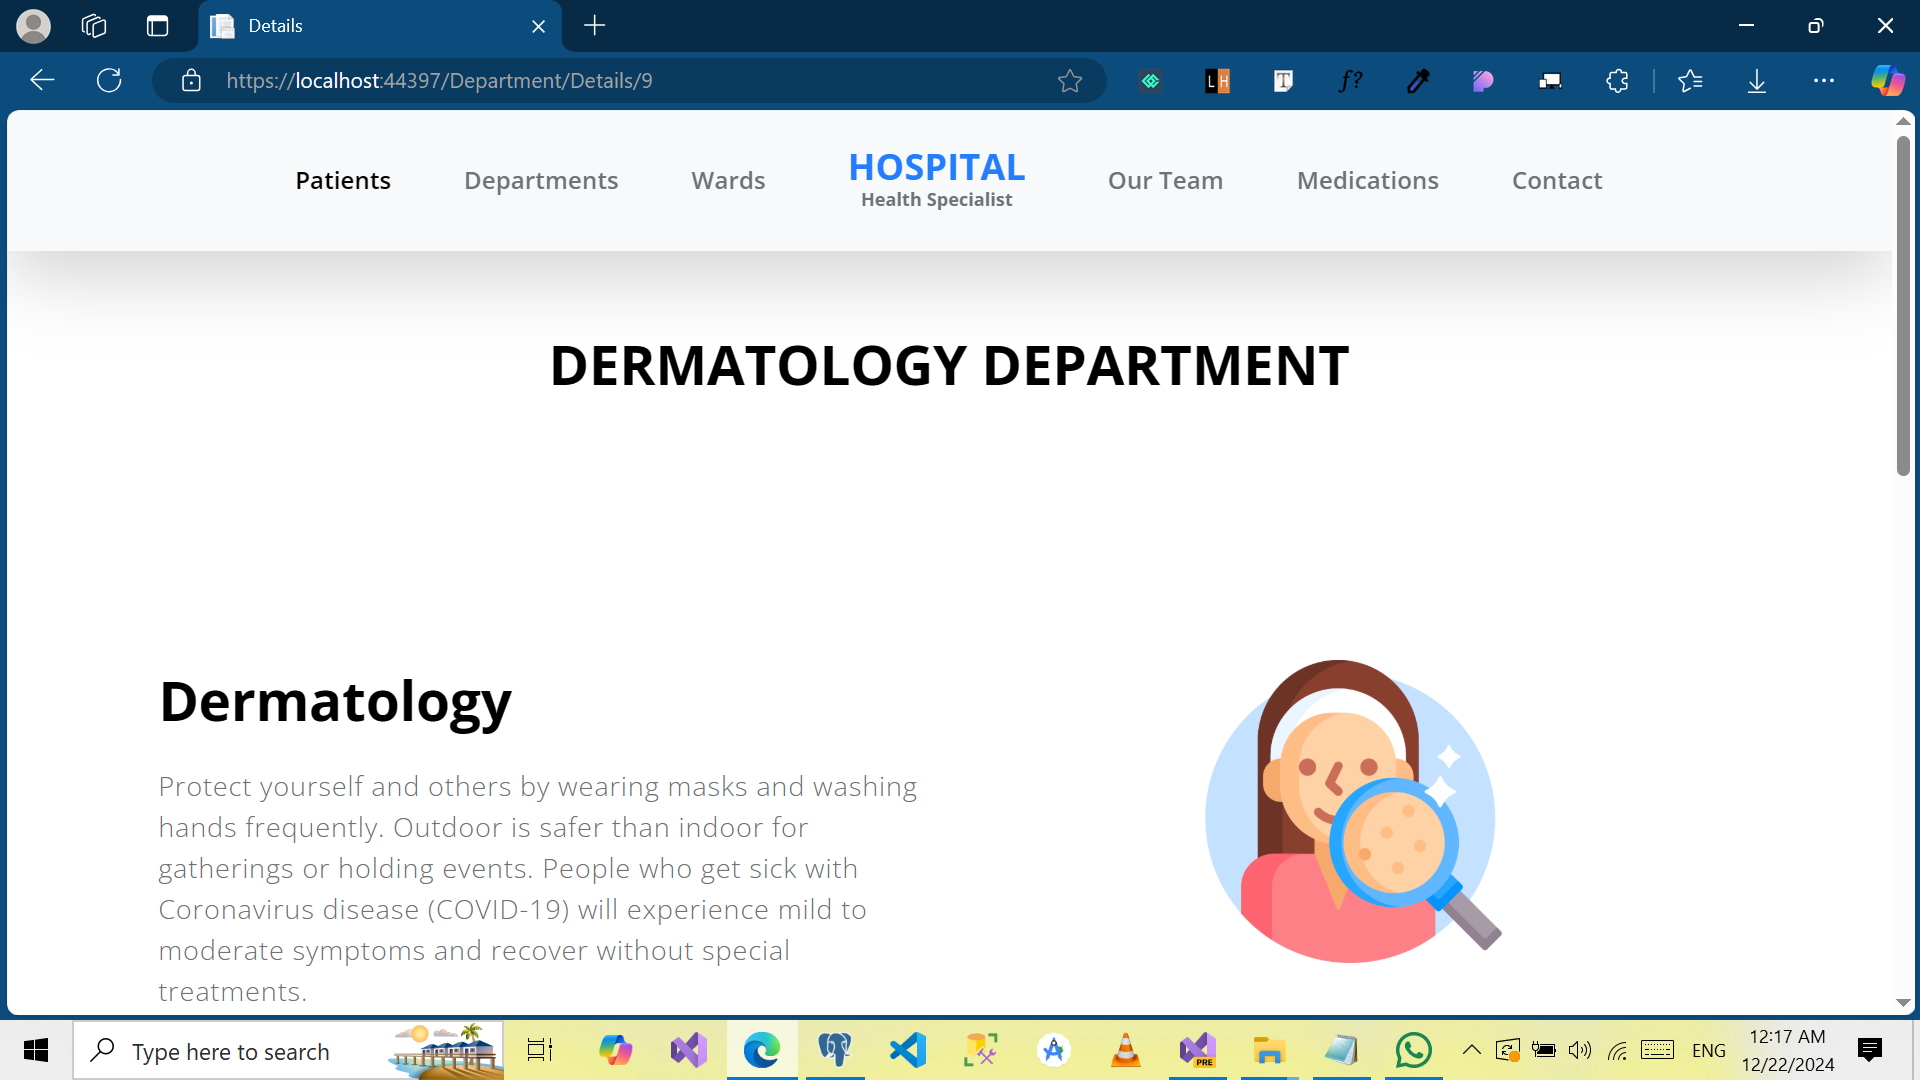 Details
https://localhost:44397/Department/Details/9
LH
T
f?
Patients
Departments
Wards
HOSPITAL
Health Specialist
Our Team
Medications
Contact
DERMATOLOGY DEPARTMENT
Dermatology
Protect yourself and others by wearing masks and washing
hands frequently. Outdoor is safer than indoor for
gatherings or holding events. People who get sick with
Coronavirus disease (COVID-19) will experience mild to
moderate symptoms and recover without special
treatments.
Type here to search
PRE
ENG
12:17 AM
12/22/2024